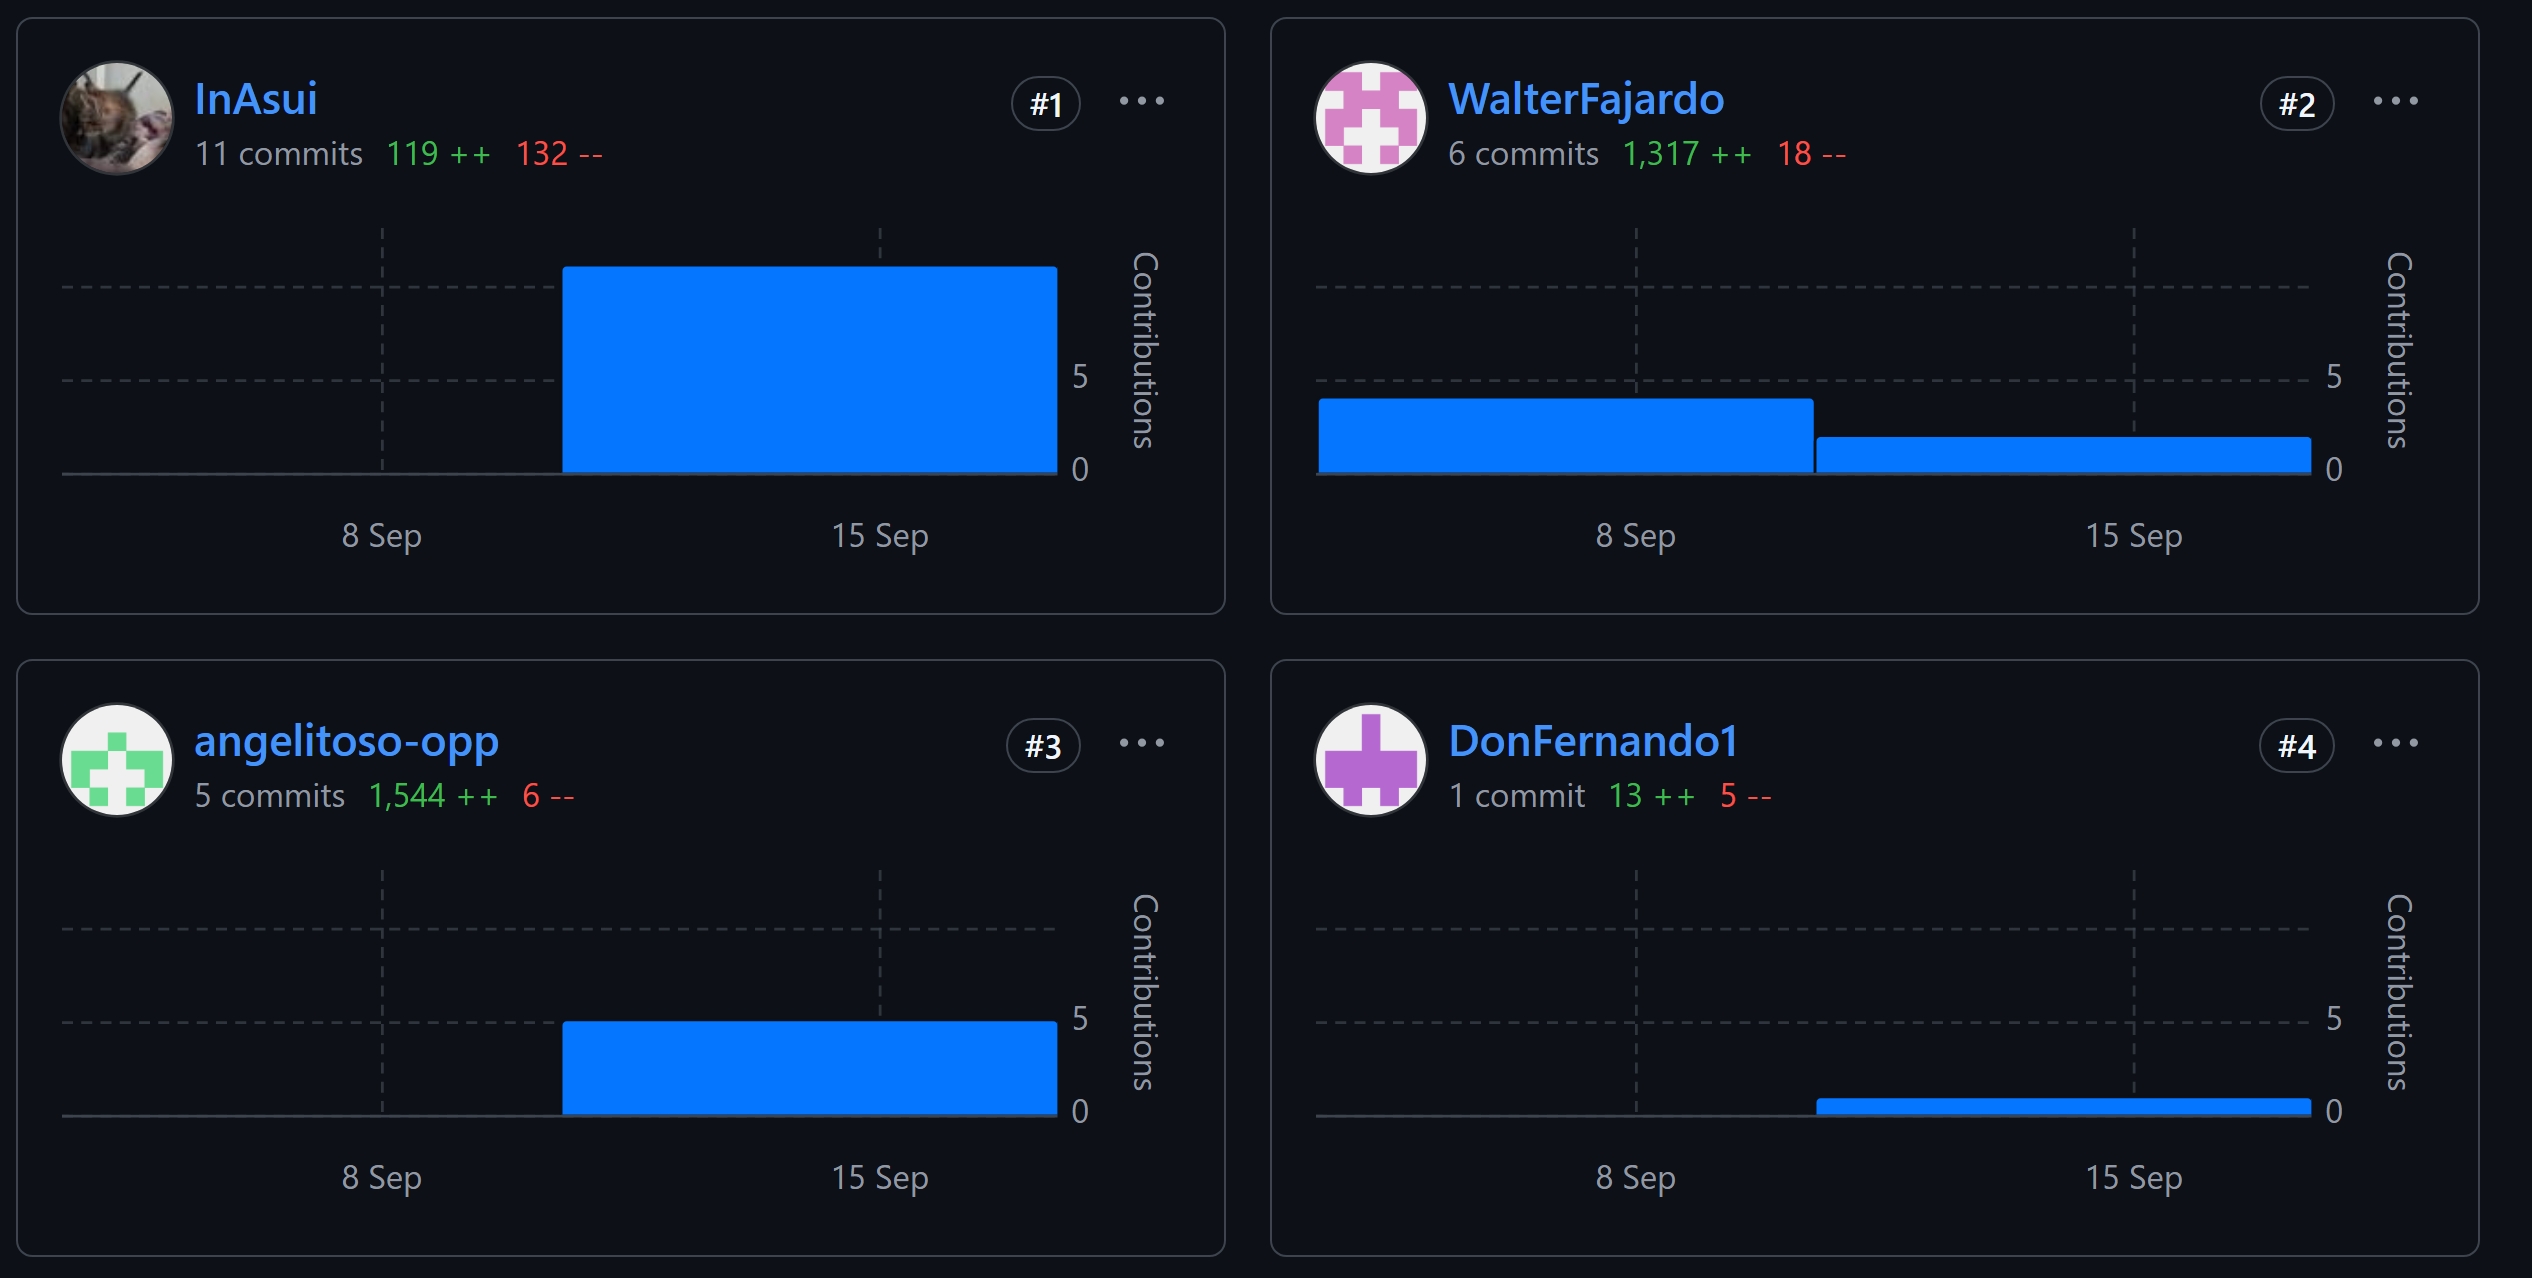 InAsui
#1
11 commits 119 ++ 132 --
Contributions
5
0
8 Sep 15 Sep
WalterFajardo
#2
6 commits 1,317 ++ 18 --
Contributions
5
0
8 Sep 15 Sep
angelitoso-opp
#3
5 commits 1,544 ++ 6 --
Contributions
5
0
8 Sep 15 Sep
DonFernando1
#4
1 commit 13 ++ 5 --
Contributions
5
0
8 Sep 15 Sep